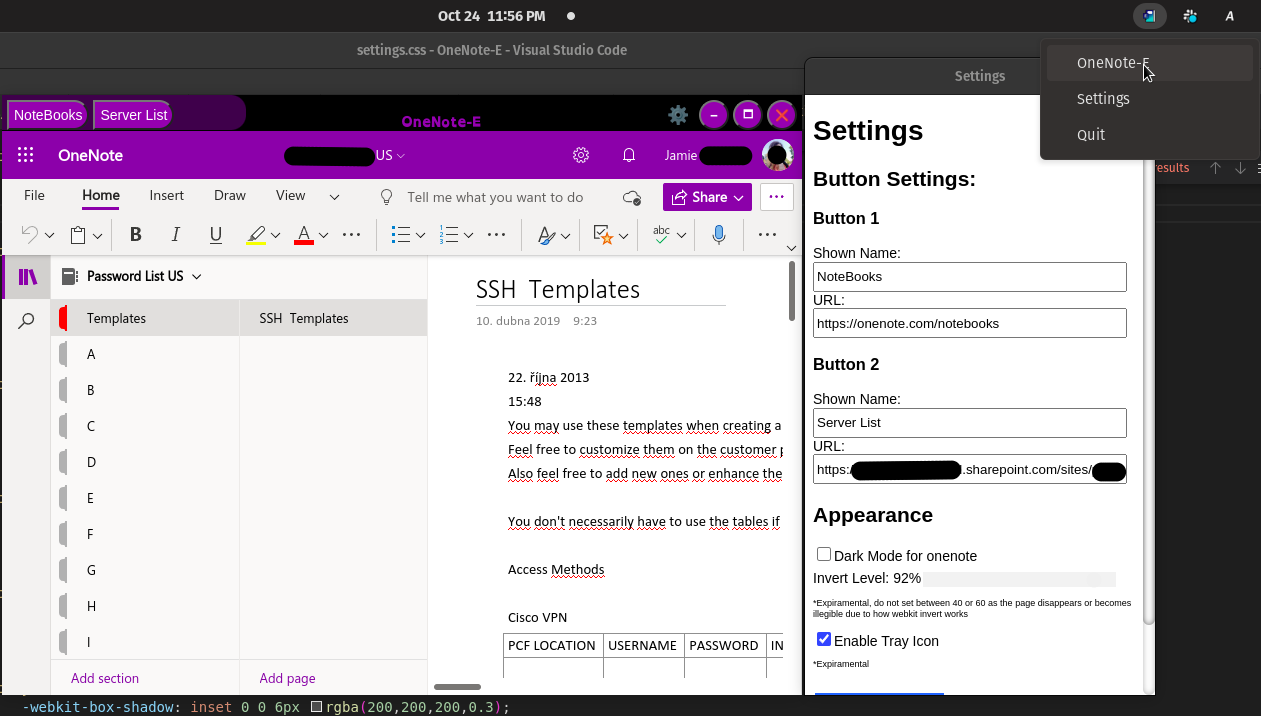 Oct 24 11:56 PM
A
settings.css - OneNote-E - Visual Studio Code
OneNote-E
Settings
Quit
results
NoteBooks
Server List
OneNote-E
OneNote
US
Jamie
File
Home
Insert
Draw
View
Tell me what you want to do
Share
B
I
U
A
abc
Password List US
Templates
A
B
C
D
E
F
G
H
I
Add section
SSH Templates
Add page
SSH Templates
10. dubna 2019 9:23
22. října 2013
15:48
You may use these templates when creating a
Feel free to customize them on the customer
Also feel free to add new ones or enhance the
You don't necessarily have to use the tables if
Access Methods
Cisco VPN
PCF LOCATION USERNAME PASSWORD IN
Settings
Settings
Button Settings:
Button 1
Shown Name:
NoteBooks
URL:
https://onenote.com/notebooks
Button 2
Shown Name:
Server List
URL:
https:/ .sharepoint.com/sites/
Appearance
Dark Mode for onenote
Invert Level: 92%
*Expiramental, do not set between 40 or 60 as the page disappears or becomes
illegible due to how webkit invert works
Enable Tray Icon
*Expiramental
-webkit-box-shadow: inset 0 0 6px rgba(200,200,200,0.3);